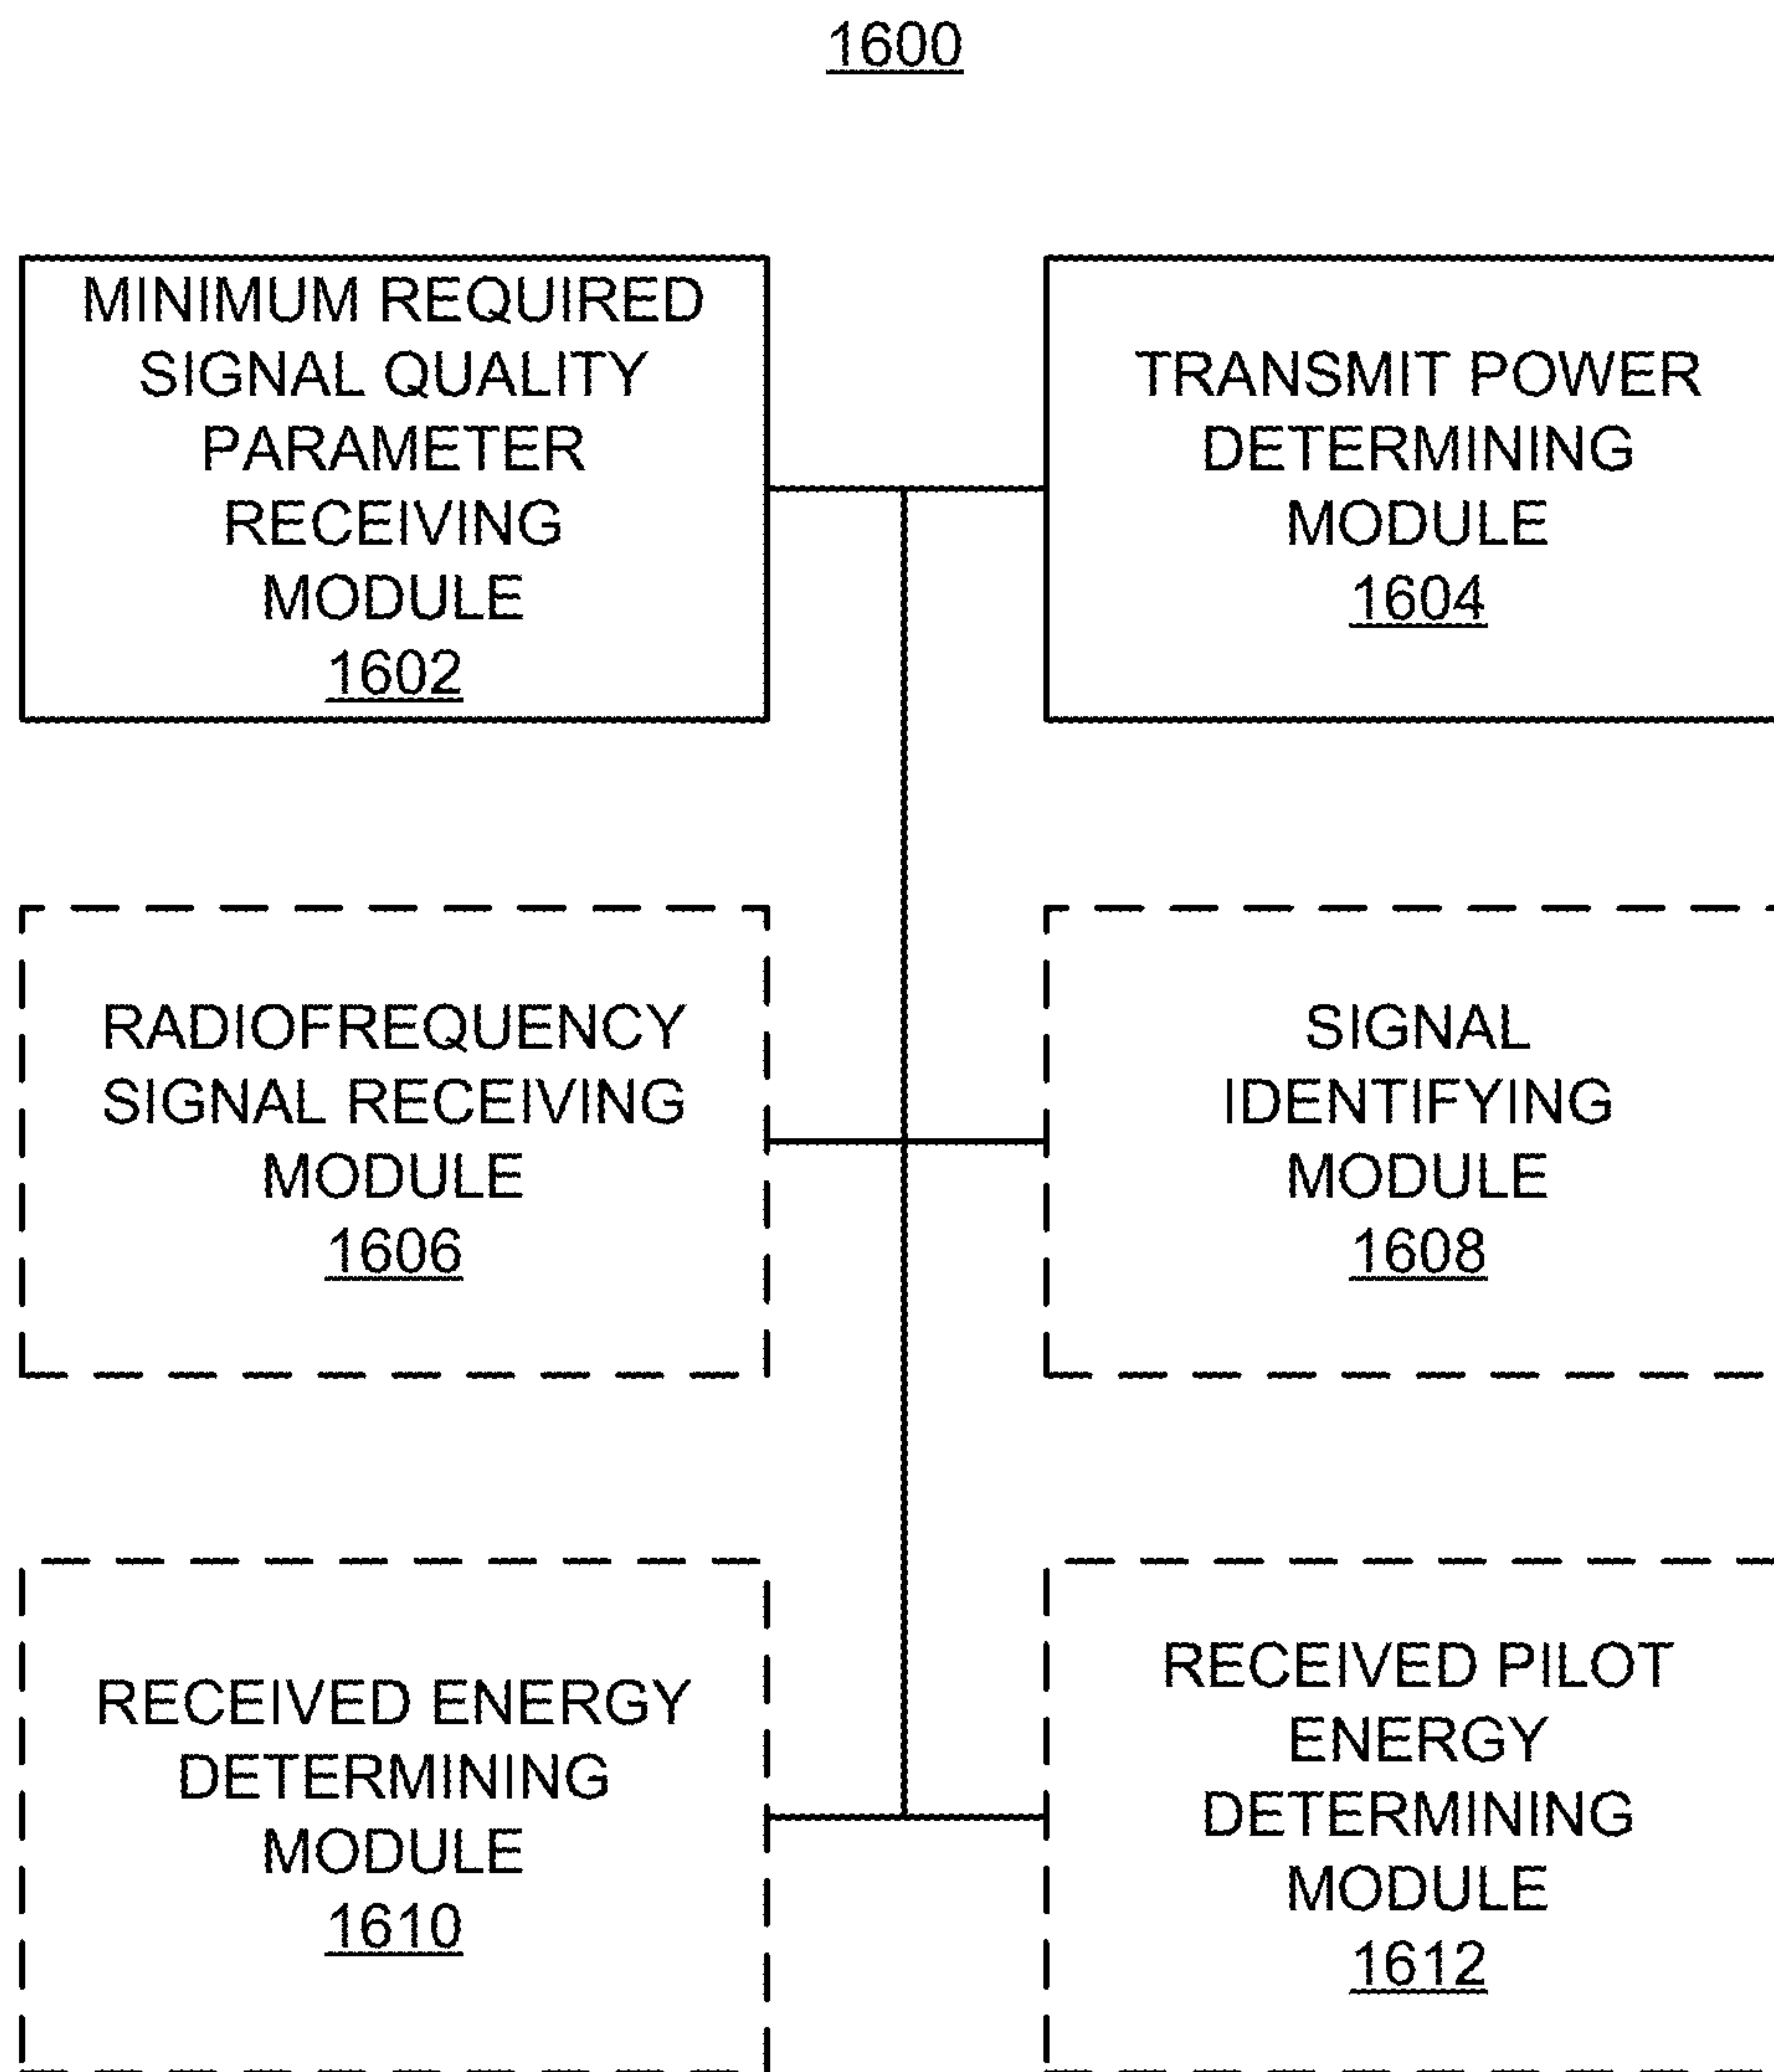 1600
MINIMUM REQUIRED
SIGNAL QUALITY
PARAMETER
RECEIVING
MODULE
1602
TRANSMIT POWER
DETERMINING
MODULE
1604
RADIOFREQUENCY
SIGNAL RECEIVING
MODULE
1606
SIGNAL
IDENTIFYING
MODULE
1608
RECEIVED ENERGY
DETERMINING
MODULE
1610
RECEIVED PILOT
ENERGY
DETERMINING
MODULE
1612